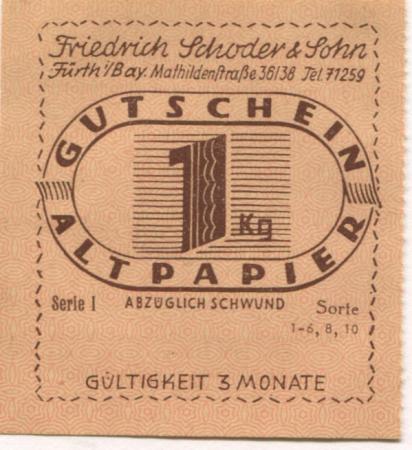 Friedrich Schoder & Sohn
Fürth i/Bay. Mathildenstraße 36/38 Tel. 71259
GUTSCHEIN
1 Kg
ALTPAPIER
Serie I ABZÜGLICH SCHWUND Sorte
1-6, 8, 10
GÜLTIGKEIT 3 MONATE